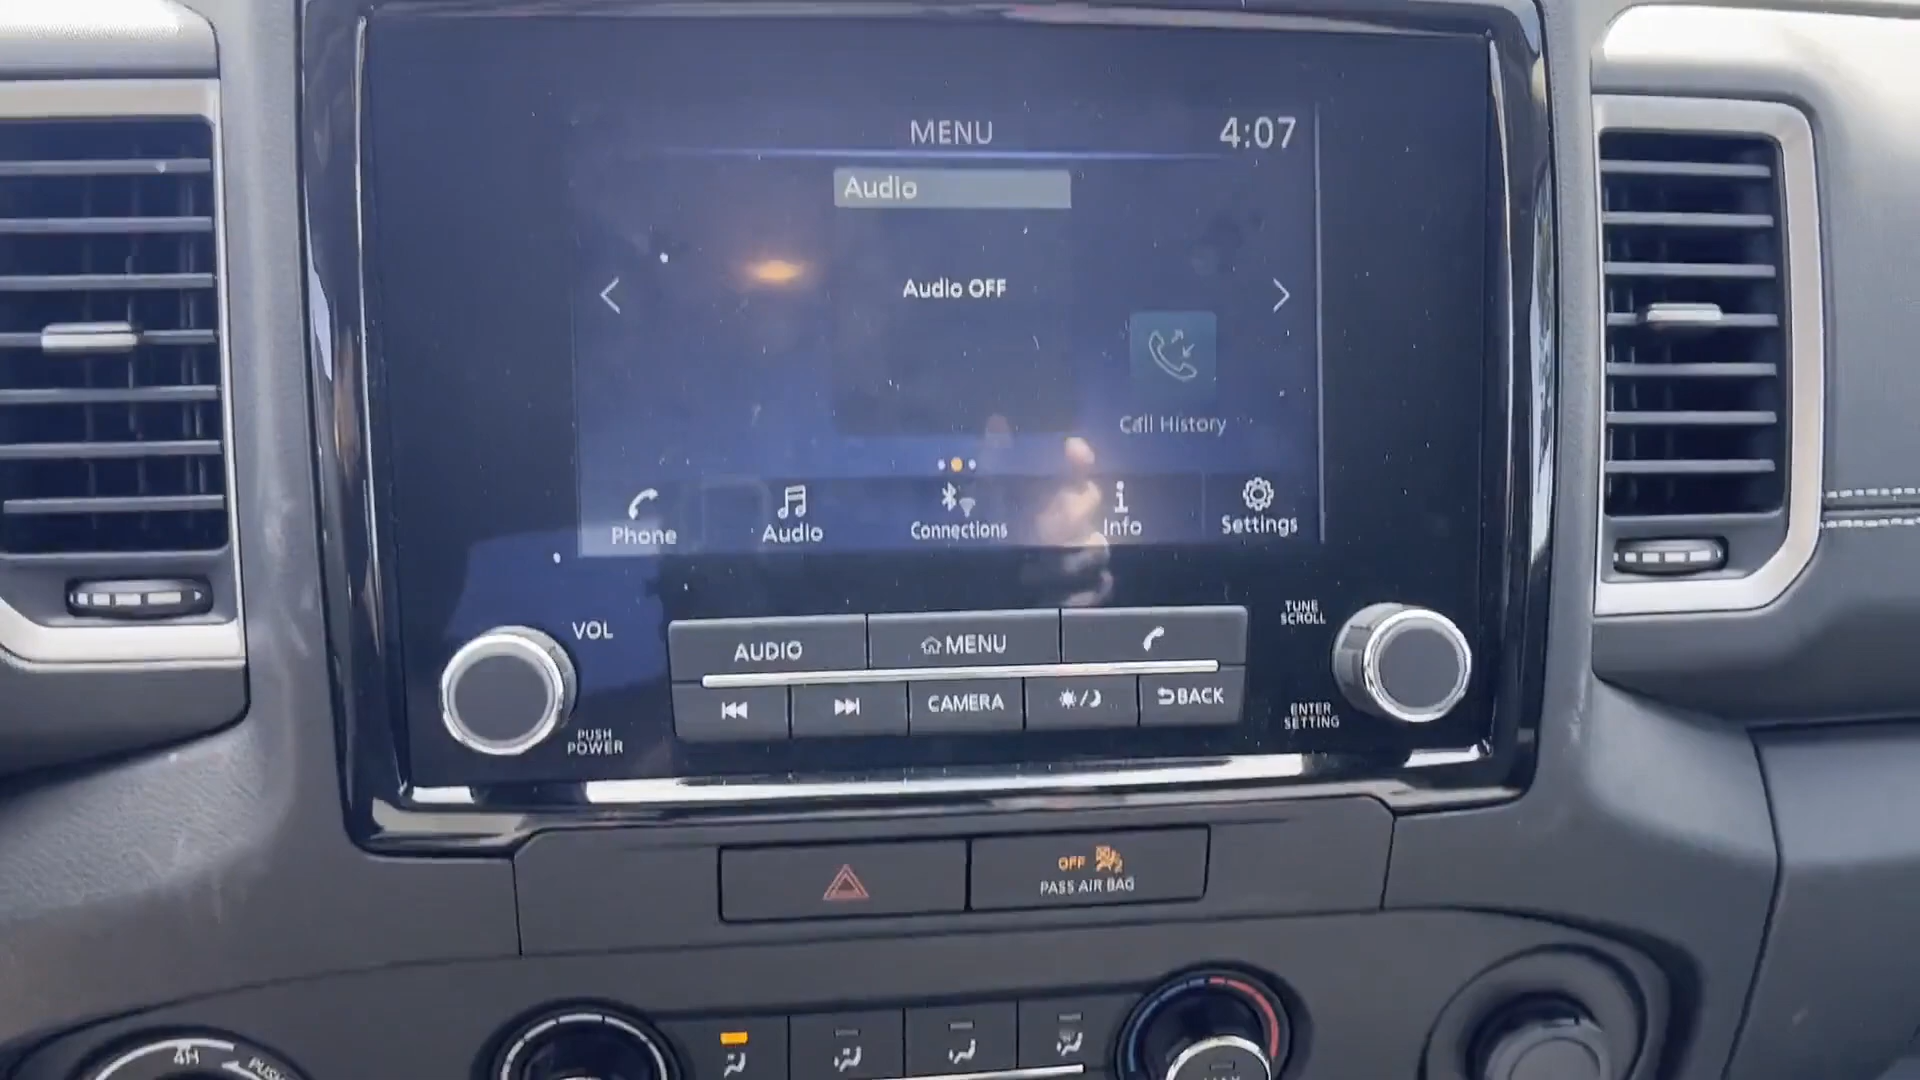 MENU
4:07
Audio
Audio OFF
Call History
Phone
Audio
Connections
Info
Settings
VOL
AUDIO
MENU
TUNE
SCROLL
CAMERA
BACK
PUSH
POWER
ENTER
SETTING
OFF
PASS AIR BAG
4H
PUSH